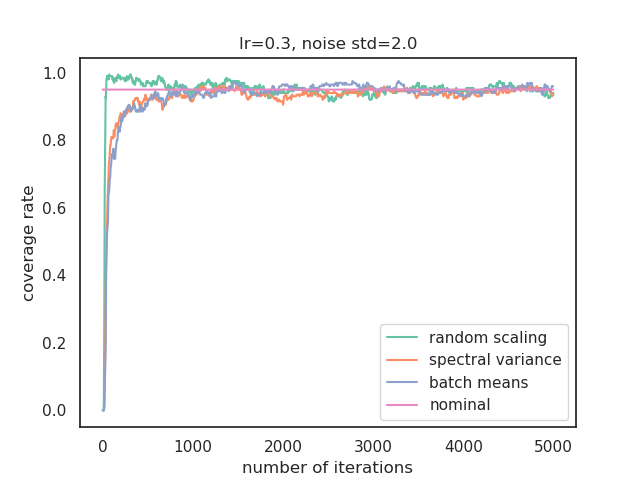 lr=0.3, noise std=2.0
1.0
0.8
0.6
0.4
0.2
0.0
coverage rate
random scaling
spectral variance
batch means
nominal
0 1000 2000 3000 4000 5000
number of iterations